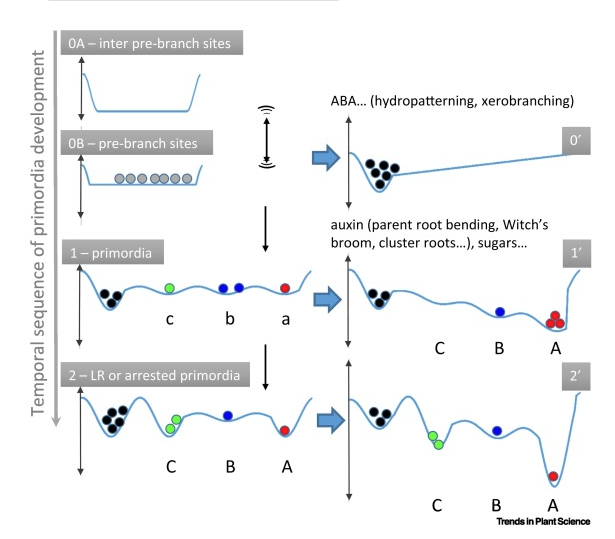 Temporal sequence of primordia development
0A – inter pre-branch sites
0B - pre-branch sites
ABA... (hydropatterning, xerobranching)
0’
auxin (parent root bending, Witch’s
broom, cluster roots...), sugars...
1 – primordia
1’
c b a
C B A
2 – LR or arrested primordia
2’
C B A
C B A
Trends in Plant Science